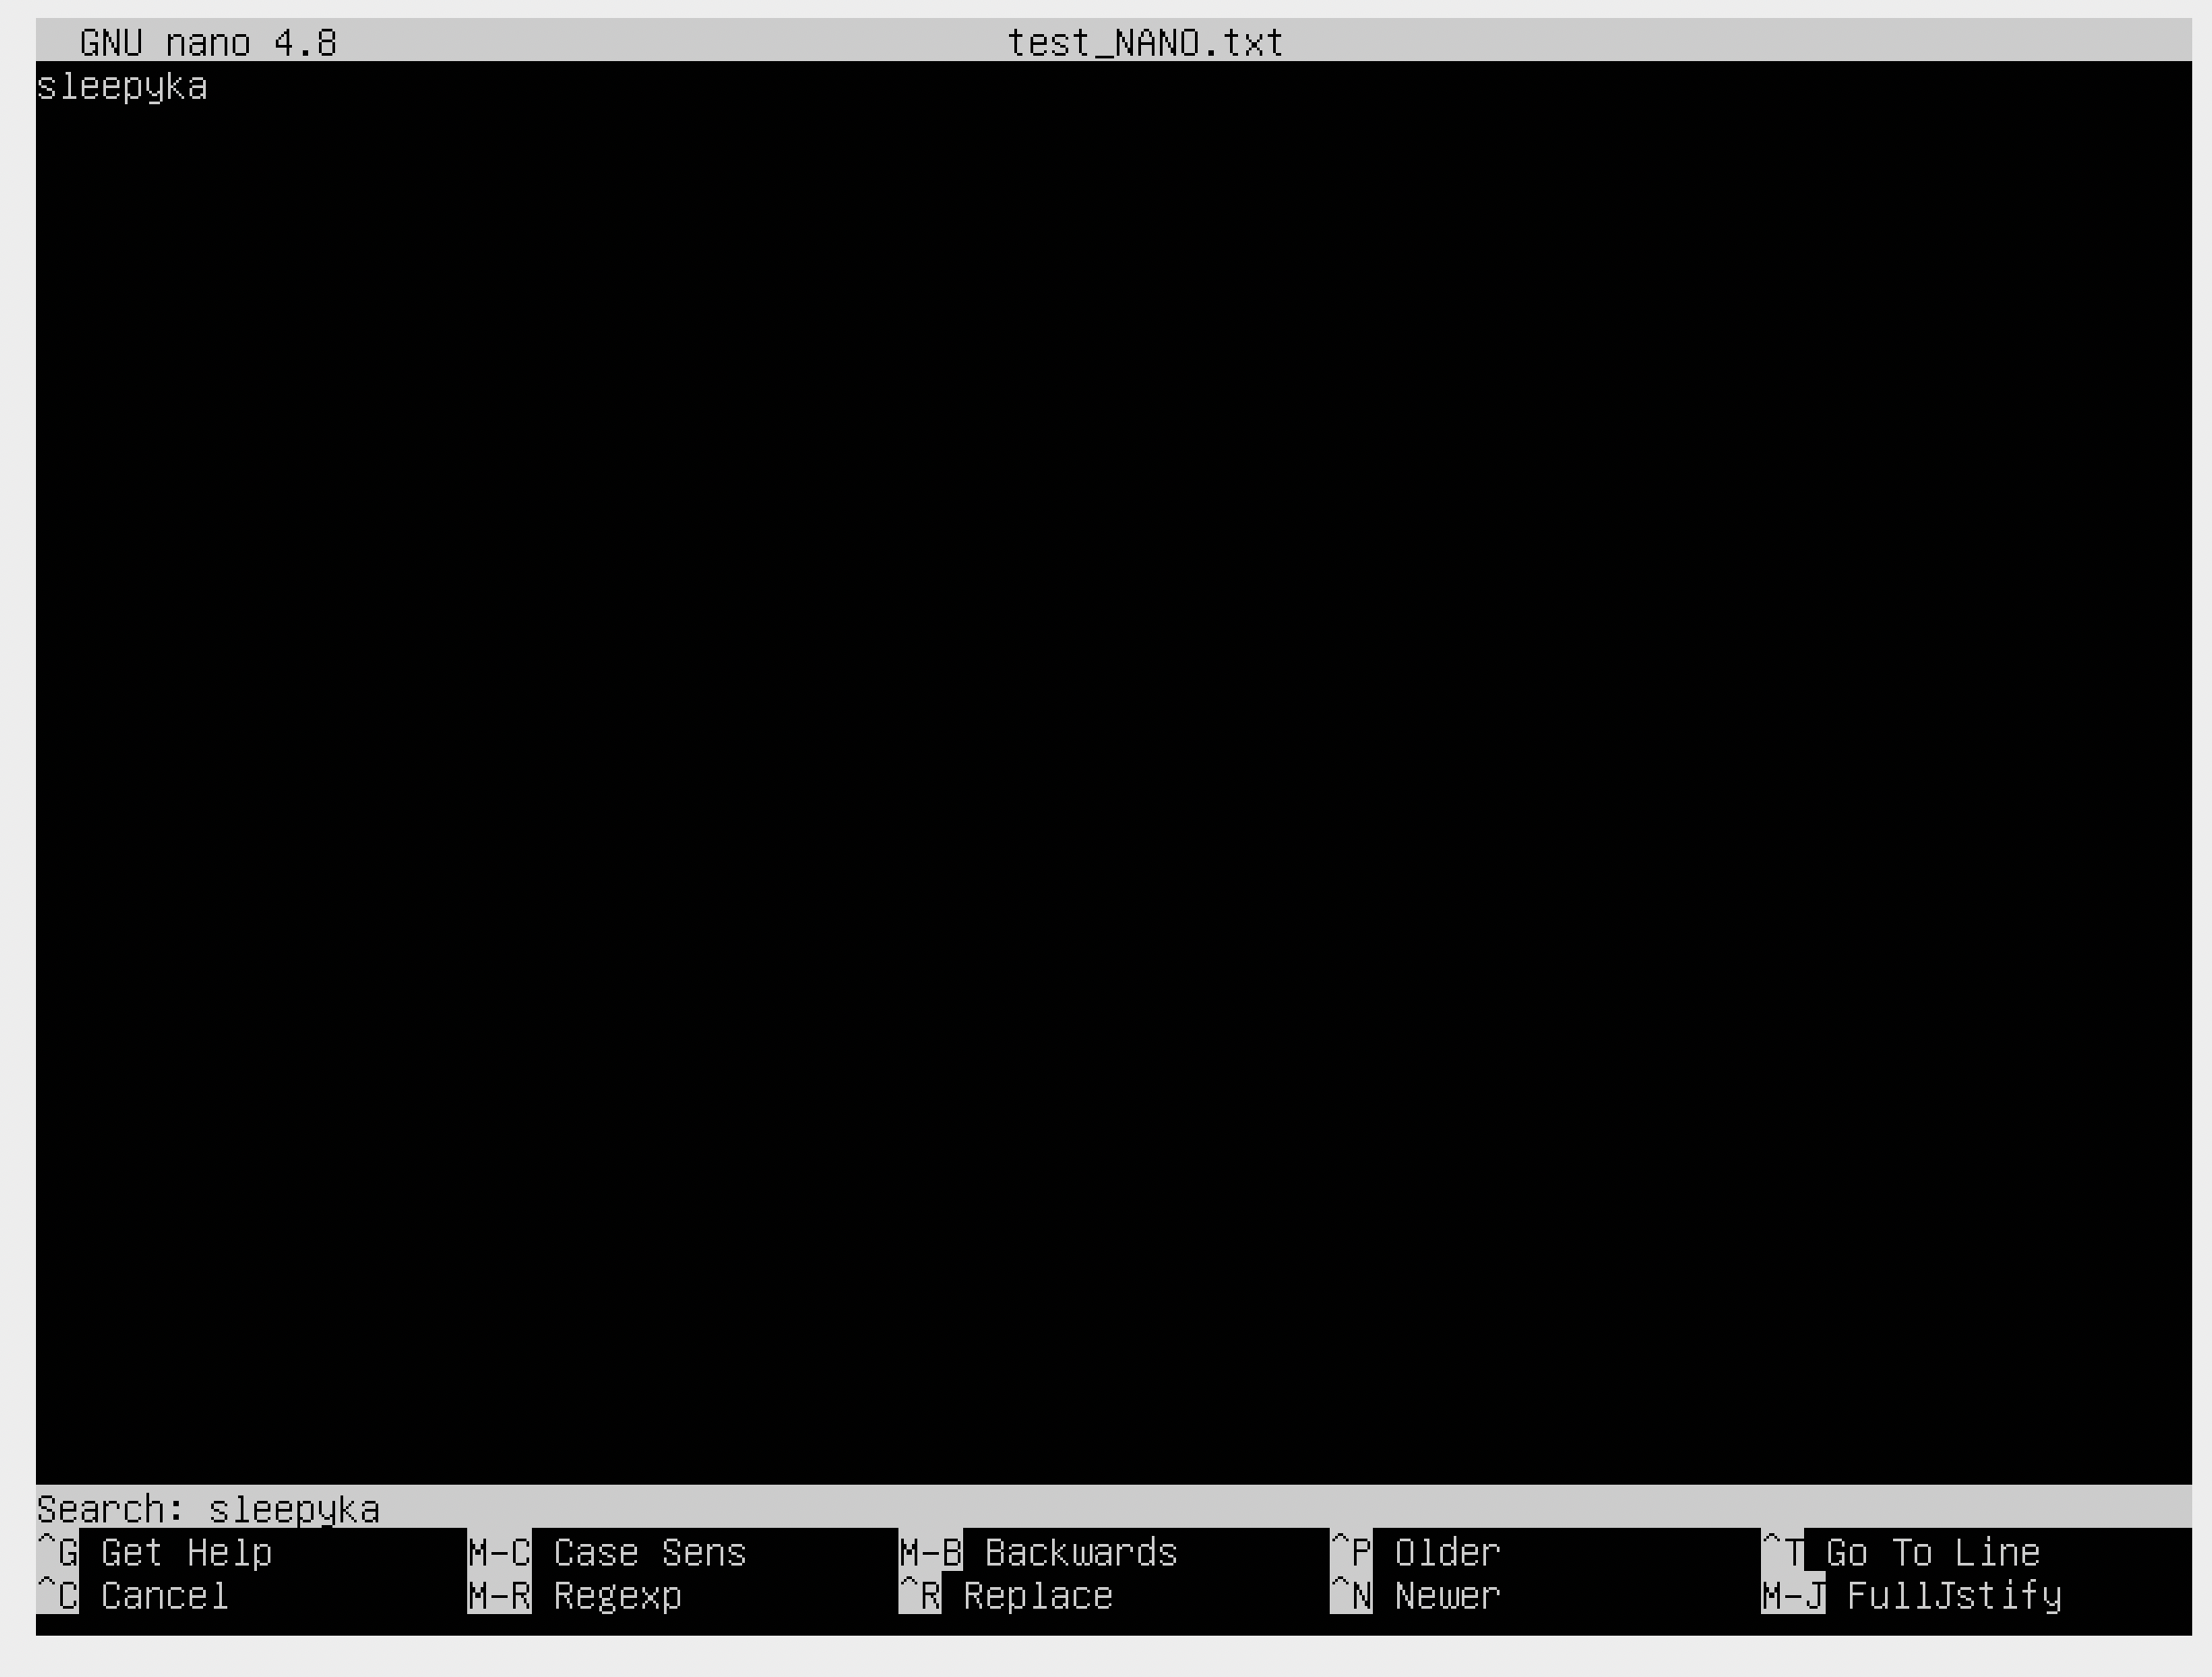 GNU nano 4.8 test_NANO.txt
sleepyka
Search: sleepyka
^G Get Help M-C Case Sens M-B Backwards ^P Older ^T Go To Line
^C Cancel M-R Regexp ^R Replace ^N Newer M-J FullJstify